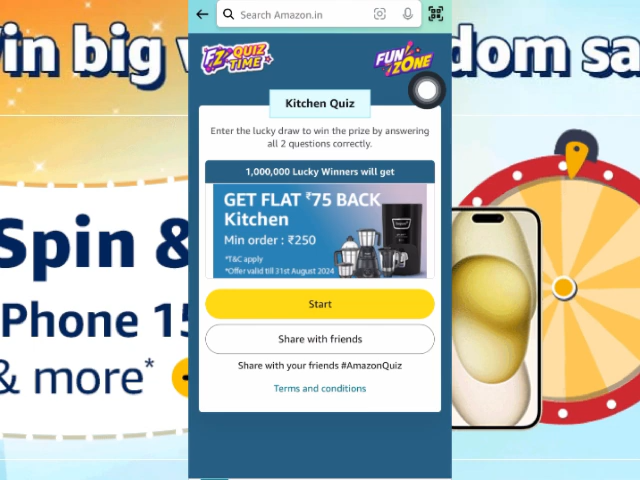 in big
dom sa
Search Amazon.in
FZ QUIZ TIME
FUN ZONE
Kitchen Quiz
Enter the lucky draw to win the prize by answering
all 2 questions correctly.
1,000,000 Lucky Winners will get
GET FLAT ₹75 BACK
Kitchen
Min order : ₹250
*T&C apply
*Offer valid till 31st August 2024
Start
Share with friends
Share with your friends #AmazonQuiz
Terms and conditions
Spin &
Phone 15
& more*